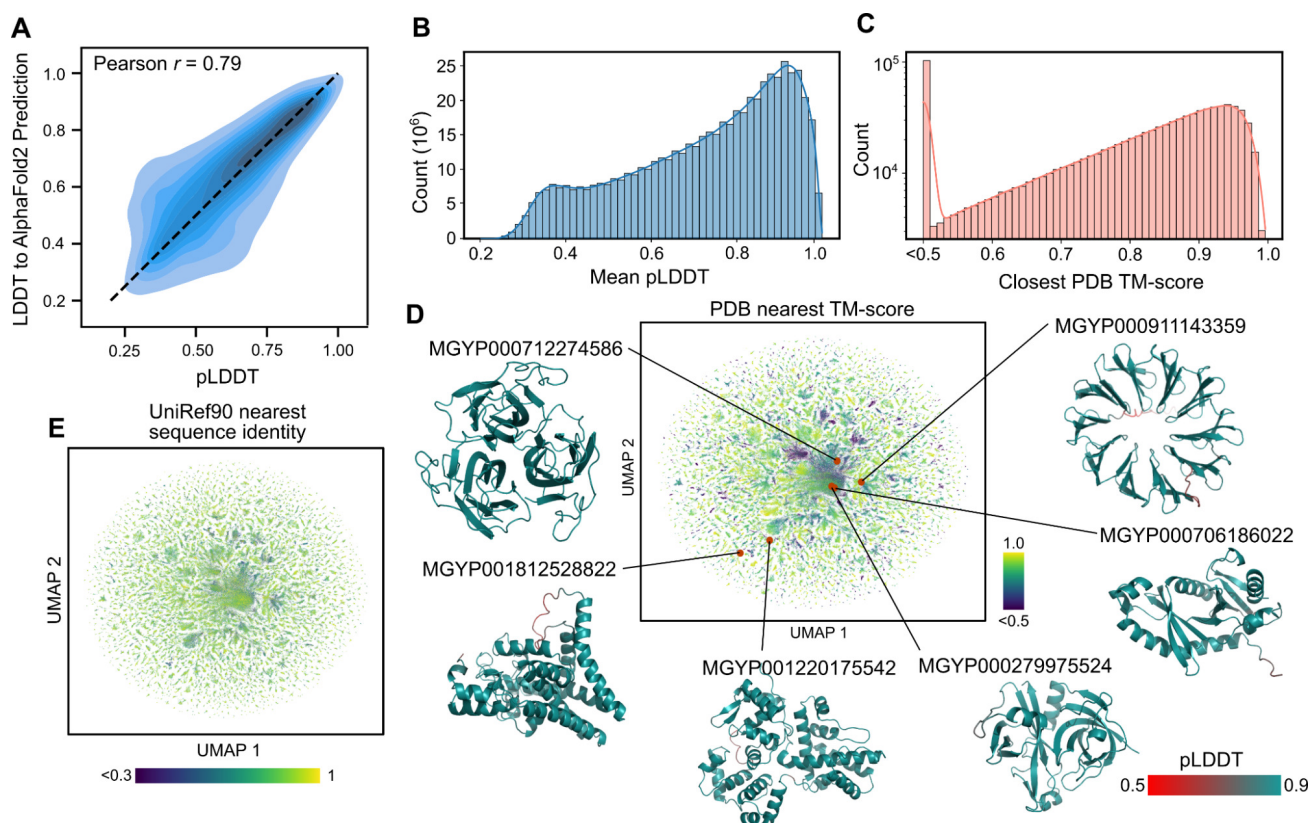 A
Pearson r = 0.79
LDDT to AlphaFold2 Prediction
1.0
0.8
0.6
0.4
0.2
0.25
0.50
0.75
1.00
pLDDT
B
Count (10⁶)
25
20
15
10
5
0
0.2
0.4
0.6
0.8
1.0
Mean pLDDT
C
Count
10⁵
10⁴
<0.5
0.6
0.7
0.8
0.9
1.0
Closest PDB TM-score
D
PDB nearest TM-score
MGYP000712274586
MGYP000911143359
UMAP 2
MGYP000706186022
MGYP001812528822
1.0
<0.5
UMAP 1
MGYP001220175542
MGYP000279975524
pLDDT
0.5
0.9
E
UniRef90 nearest
sequence identity
UMAP 2
UMAP 1
<0.3
1